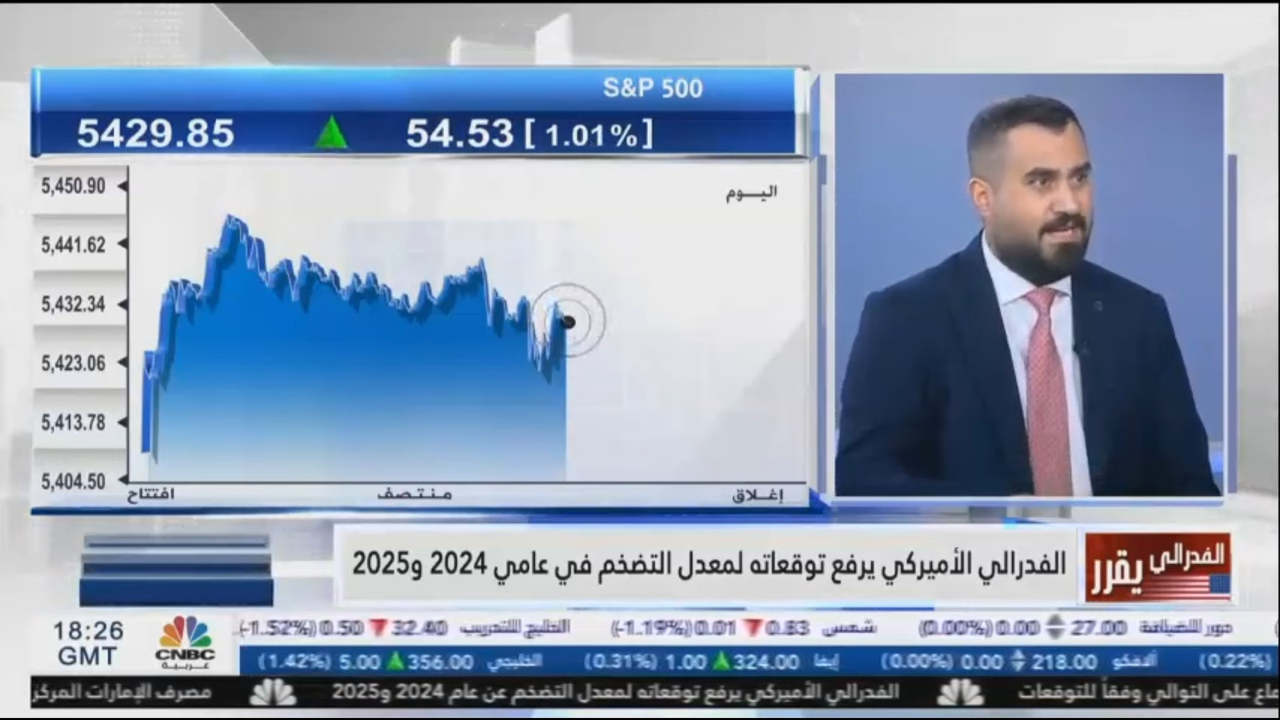 S&P 500
5429.85 ▲ 54.53 [ 1.01% ]
اليـــوم
5,450.90
5,441.62
5,432.34
5,423.06
5,413.78
5,404.50
افتتاح منتصف إغــلاق
الفدرالي يقرر
الفدرالي الأميركي يرفع توقعاته لمعدل التضخم في عامي 2024 و2025
18:26
GMT
CNBC
عربية
دور للضيافة 27.00 0.00 (0.00%) شمس 0.83 ▼ 0.01 (-1.19%) الخليج للتدريب 32.40 ▼ 0.50 (-1.52%)
(0.22%) ألافكو 218.00 0.00 (0.00%) إيفا 324.00 ▲ 1.00 (0.31%) الخليجي 356.00 ▲ 5.00 (1.42%)
على التوالي وفقاً للتوقعات الفدرالي الأميركي يرفع توقعاته لمعدل التضخم عن عام 2024 و2025 مصرف الإمارات